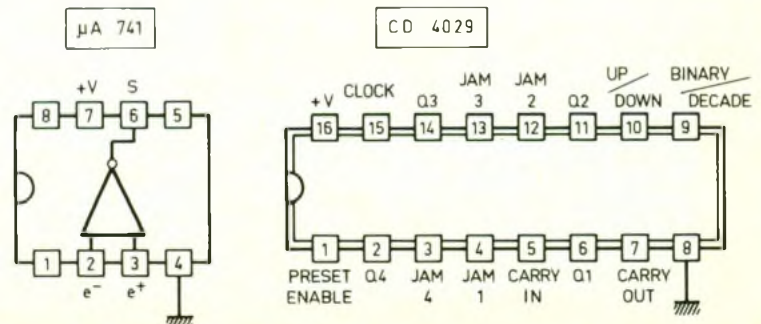 µA 741
CD 4029
+V S
8 7 6 5
1 2 3 4
e⁻ e⁺
+V CLOCK Q3 JAM 3 JAM 2 Q2 UP/DOWN BINARY/DECADE
16 15 14 13 12 11 10 9
1 2 3 4 5 6 7 8
PRESET ENABLE Q4 JAM 4 JAM 1 CARRY IN Q1 CARRY OUT